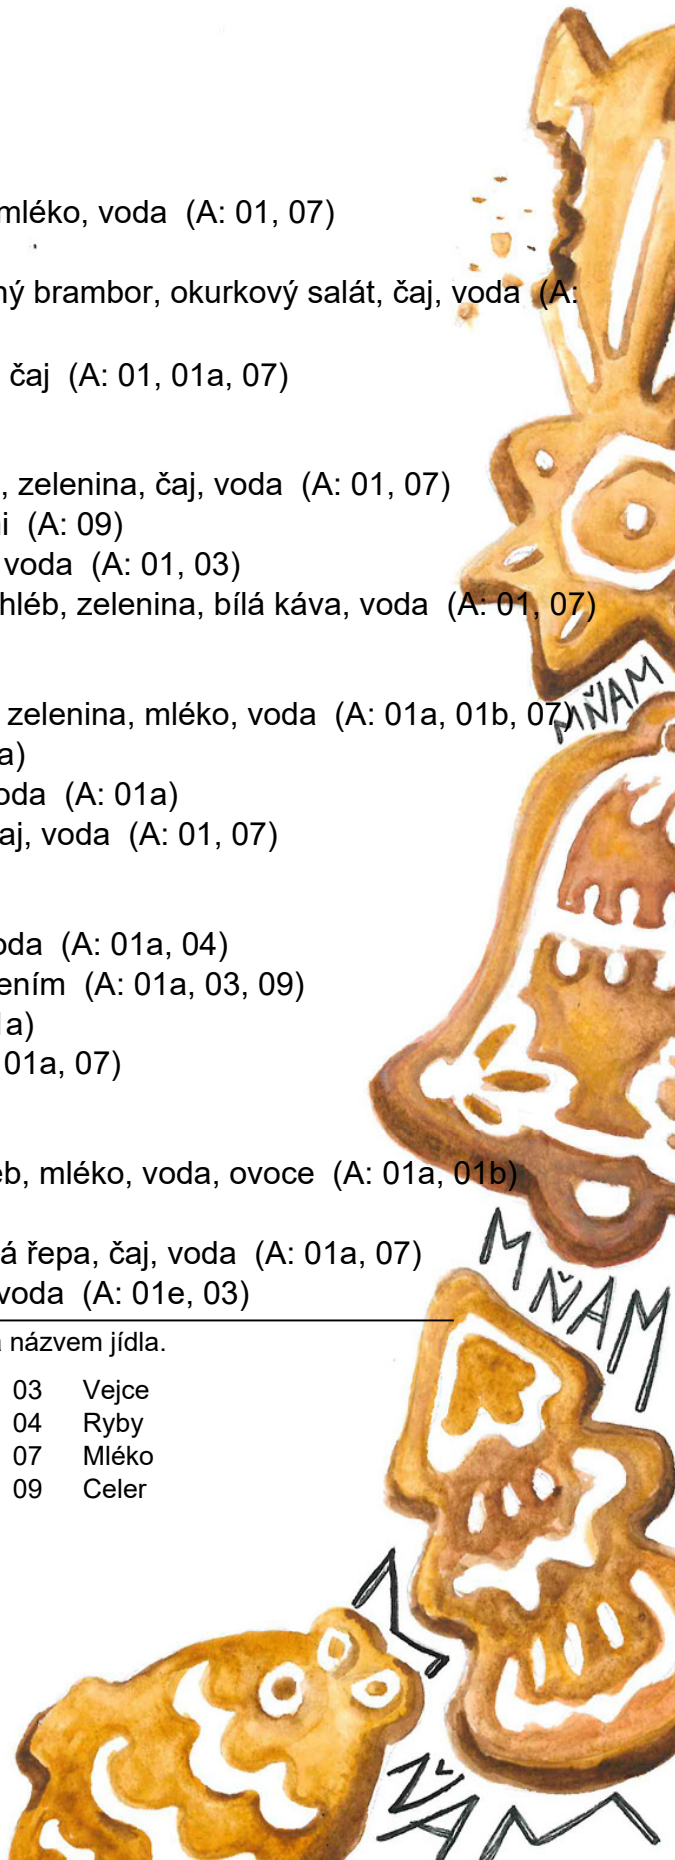 mléko, voda (A: 01, 07)
ný brambor, okurkový salát, čaj, voda (A:
čaj (A: 01, 01a, 07)
, zelenina, čaj, voda (A: 01, 07)
i (A: 09)
voda (A: 01, 03)
hléb, zelenina, bílá káva, voda (A: 01, 07)
zelenina, mléko, voda (A: 01a, 01b, 07)
MŇAM
a)
oda (A: 01a)
aj, voda (A: 01, 07)
oda (A: 01a, 04)
ením (A: 01a, 03, 09)
a)
01a, 07)
eb, mléko, voda, ovoce (A: 01a, 01b)
á řepa, čaj, voda (A: 01a, 07)
voda (A: 01e, 03)
MŇAM
a názvem jídla.
03 Vejce
04 Ryby
07 Mléko
09 Celer
MŇAM